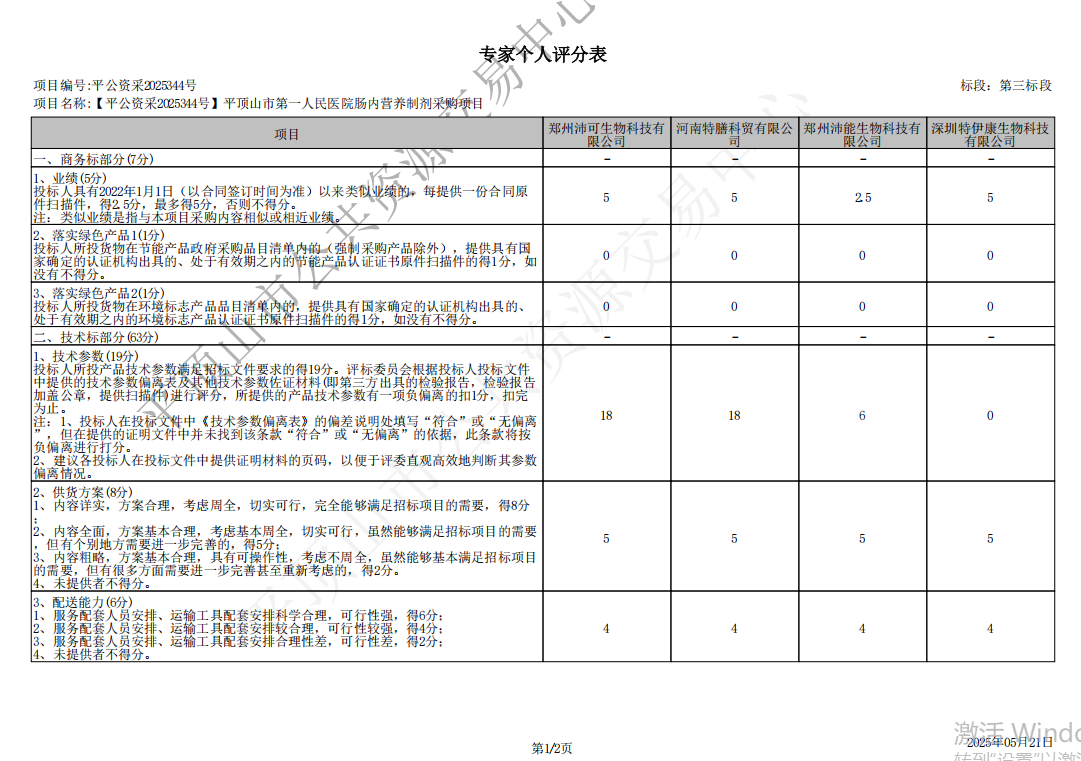 专家个人评分表
项目编号:平公资采2025344号
标段：第三标段
项目名称:【平公资采2025344号】平顶山市第一人民医院肠内营养制剂采购项目
项目
郑州沛可生物科技有
限公司
河南特膳科贸有限公
司
郑州沛能生物科技有
限公司
深圳特伊康生物科技
有限公司
一、商务标部分(7分)
— — — —
1、业绩(5分)
投标人具有2022年1月1日（以合同签订时间为准）以来类似业绩的，每提供一份合同原
件扫描件，得2.5分，最多得5分，否则不得分。
注：类似业绩是指与本项目采购内容相似或相近业绩。
5 5 2.5 5
2、落实绿色产品1(1分)
投标人所投货物在节能产品政府采购品目清单内的（强制采购产品除外），提供具有国
家确定的认证机构出具的、处于有效期之内的节能产品认证证书原件扫描件的得1分，如
没有不得分。
0 0 0 0
3、落实绿色产品2(1分)
投标人所投货物在环境标志产品品目清单内的，提供具有国家确定的认证机构出具的、
处于有效期之内的环境标志产品认证证书原件扫描件的得1分，如没有不得分。
0 0 0 0
二、技术标部分(63分)
— — — —
1、技术参数(19分)
投标人所投产品技术参数满足招标文件要求的得19分。评标委员会根据投标人投标文件
中提供的技术参数偏离表及其他技术参数佐证材料(即第三方出具的检验报告，检验报告
加盖公章，提供扫描件)进行评分，所提供的产品技术参数有一项负偏离的扣1分，扣完
为止。
注：1、投标人在投标文件中《技术参数偏离表》的偏差说明处填写“符合”或“无偏离
”，但在提供的证明文件中并未找到该条款“符合”或“无偏离”的依据，此条款将按
负偏离进行打分。
2、建议各投标人在投标文件中提供证明材料的页码，以便于评委直观高效地判断其参数
偏离情况。
18 18 6 0
2、供货方案(8分)
1、内容详实，方案合理，考虑周全，切实可行，完全能够满足招标项目的需要，得8分
；
2、内容全面，方案基本合理，考虑基本周全，切实可行，虽然能够满足招标项目的需要
，但有个别地方需要进一步完善的，得5分；
3、内容粗略，方案基本合理，具有可操作性，考虑不周全，虽然能够基本满足招标项目
的需要，但有很多方面需要进一步完善甚至重新考虑的，得2分。
4、未提供者不得分。
5 5 5 5
3、配送能力(6分)
1、服务配套人员安排、运输工具配套安排科学合理，可行性强，得6分；
2、服务配套人员安排、运输工具配套安排较合理，可行性较强，得4分；
3、服务配套人员安排、运输工具配套安排合理性差，可行性差，得2分；
4、未提供者不得分。
4 4 4 4
平顶山市公共资源交易中心
平顶山市公共资源交易中心
第1/2页
2025年05月21日
激活 Windo
转到"设置"以激